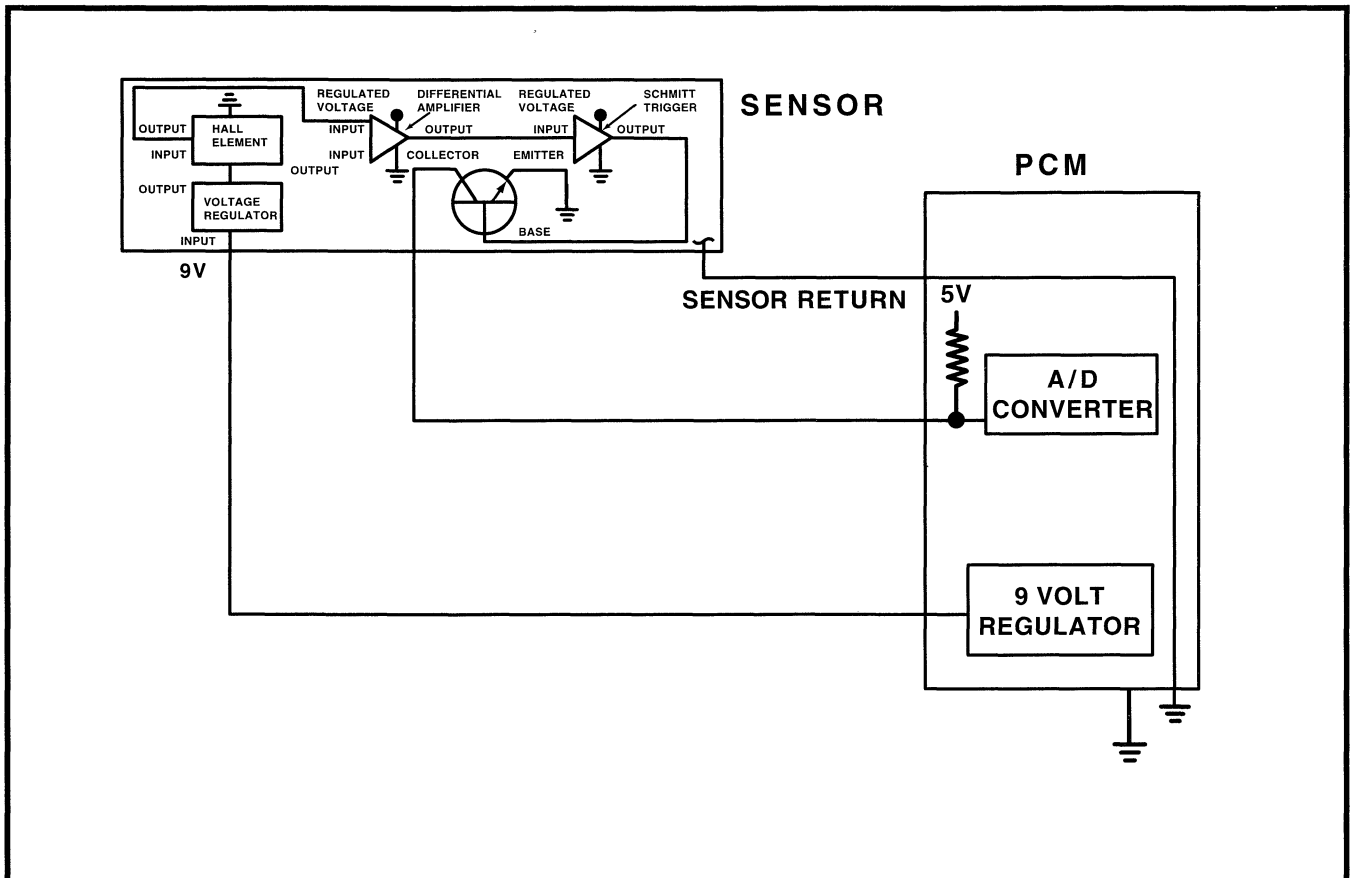 REGULATED
VOLTAGE
DIFFERENTIAL
AMPLIFIER
REGULATED
VOLTAGE
SCHMITT
TRIGGER
SENSOR
OUTPUT
HALL
ELEMENT
INPUT
OUTPUT
INPUT
OUTPUT
INPUT
INPUT
COLLECTOR
EMITTER
OUTPUT
OUTPUT
VOLTAGE
REGULATOR
INPUT
BASE
9V
PCM
SENSOR RETURN
5V
A/D
CONVERTER
9 VOLT
REGULATOR